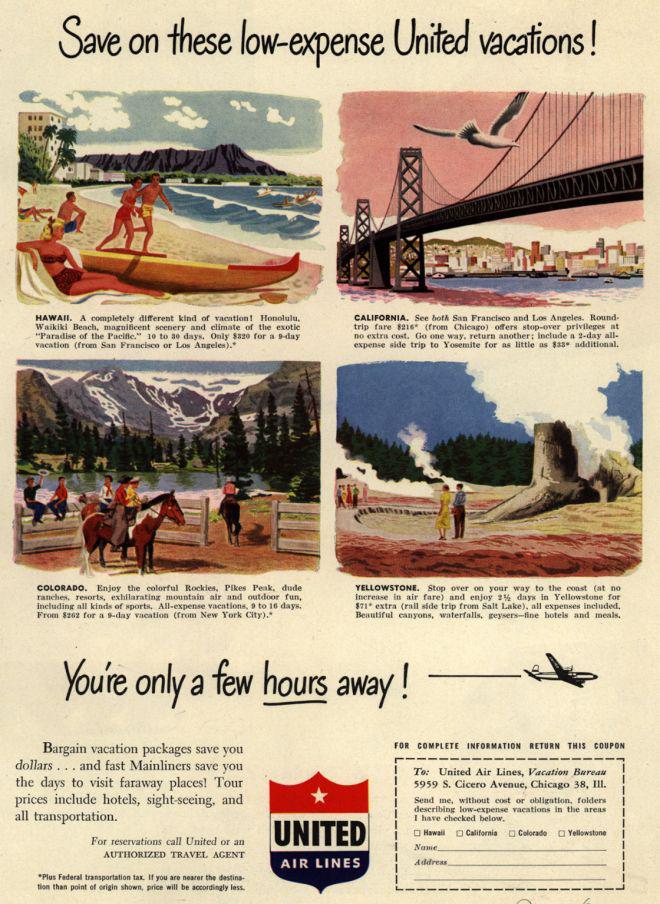 Save on these low-expense United vacations!
HAWAII. A completely different kind of vacation! Honolulu,
Waikiki Beach, magnificent scenery and climate of the exotic
"Paradise of the Pacific." 10 to 30 days. Only $320 for a 9-day
vacation (from San Francisco or Los Angeles).*
CALIFORNIA. See both San Francisco and Los Angeles. Round-
trip fare $216* (from Chicago) offers stop-over privileges at
no extra cost. Go one way, return another; include a 2-day all-
expense side trip to Yosemite for as little as $33* additional.
COLORADO. Enjoy the colorful Rockies, Pikes Peak, dude
ranches, resorts, exhilarating mountain air and outdoor fun,
including all kinds of sports. All-expense vacations, 9 to 16 days.
From $262 for a 9-day vacation (from New York City).*
YELLOWSTONE. Stop over on your way to the coast (at no
increase in air fare) and enjoy 2½ days in Yellowstone for
$71* extra (rail side trip from Salt Lake), all expenses included.
Beautiful canyons, waterfalls, geysers—fine hotels and meals.
You're only a few hours away!
Bargain vacation packages save you
dollars . . . and fast Mainliners save you
the days to visit faraway places! Tour
prices include hotels, sight-seeing, and
all transportation.
For reservations call United or an
AUTHORIZED TRAVEL AGENT
*Plus Federal transportation tax. If you are nearer the destina-
tion than point of origin shown, price will be accordingly less.
UNITED
AIR LINES
FOR COMPLETE INFORMATION RETURN THIS COUPON
To: United Air Lines, Vacation Bureau
5959 S. Cicero Avenue, Chicago 38, Ill.
Send me, without cost or obligation, folders
describing low-expense vacations in the areas
I have checked below.
□ Hawaii □ California □ Colorado □ Yellowstone
Name
Address